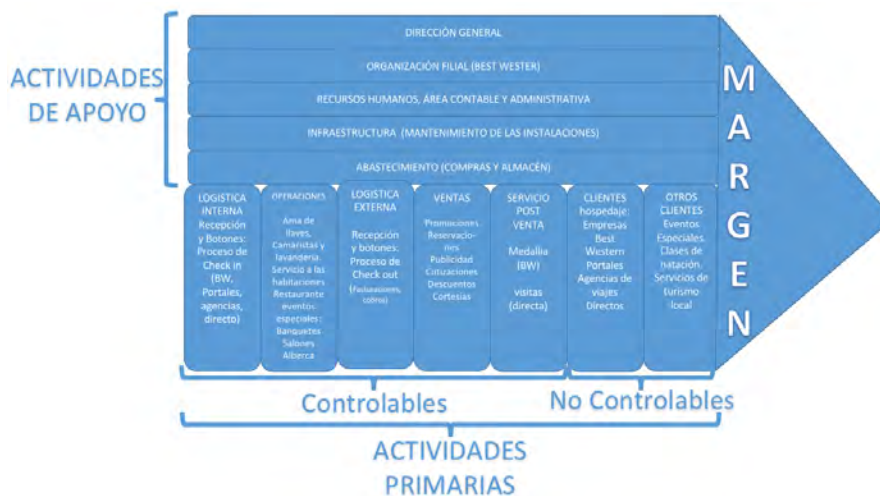 DIRECCIÓN GENERAL
ORGANIZACIÓN FILIAL (BEST WESTER)
RECURSOS HUMANOS, ÁREA CONTABLE Y ADMINISTRATIVA
INFRAESTRUCTURA (MANTENIMIENTO DE LAS INSTALACIONES)
ABASTECIMIENTO (COMPRAS Y ALMACÉN)
ACTIVIDADES
DE APOYO
LOGISTICA
INTERNA
Recepción
y Botones:
Proceso de
Check in
(BW,
Portales,
agencias,
directo)
OPERACIONES
Ama de
llaves,
Camaristas y
lavandería.
Servicio a las
habitaciones
Restaurante
eventos
especiales:
Banquetes
Salones
Alberca
LOGISTICA
EXTERNA
Recepción
y botones:
Proceso de
Check out
(Facturaciones,
cobro)
VENTAS
Promociones
Reservacio-
nes
Publicidad
Cotizaciones
Descuentos
Cortesías
SERVICIO
POST
VENTA
Medallia
(BW)
visitas
(directa)
CLIENTES
hospedaje:
Empresas
Best
Western
Portales
Agencias de
viajes
Directos
OTROS
CLIENTES
Eventos
Especiales.
Clases de
natación.
Servicios de
turismo
local
MARGEN
Controlables
No Controlables
ACTIVIDADES
PRIMARIAS